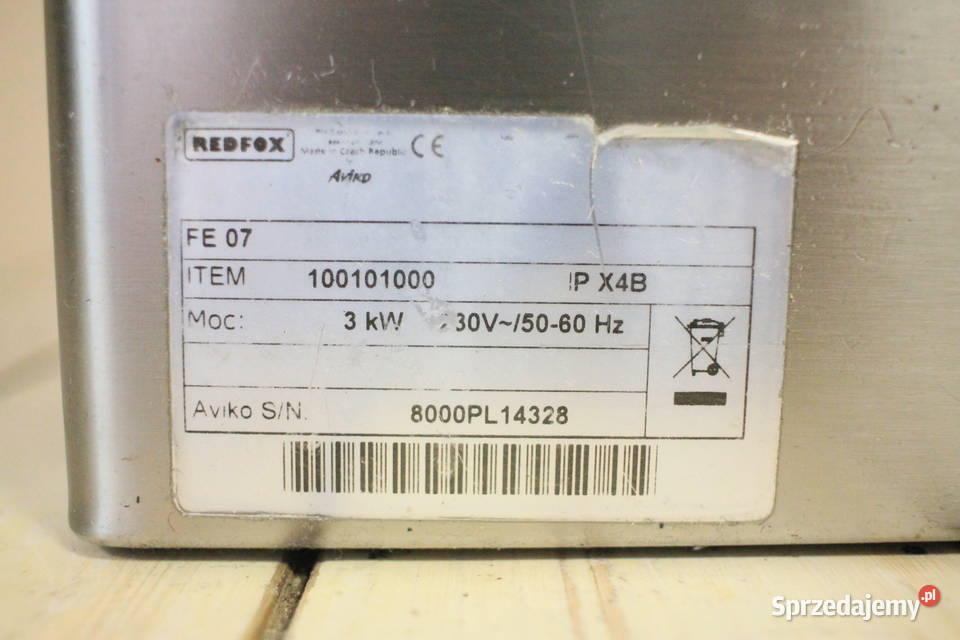 REDFOX
Made in Czech Republic CE
AVIKO
FE 07
ITEM 100101000 IP X4B
Moc: 3 kW 230V~/50-60 Hz
Aviko S/N. 8000PL14328
Sprzedajemy.pl